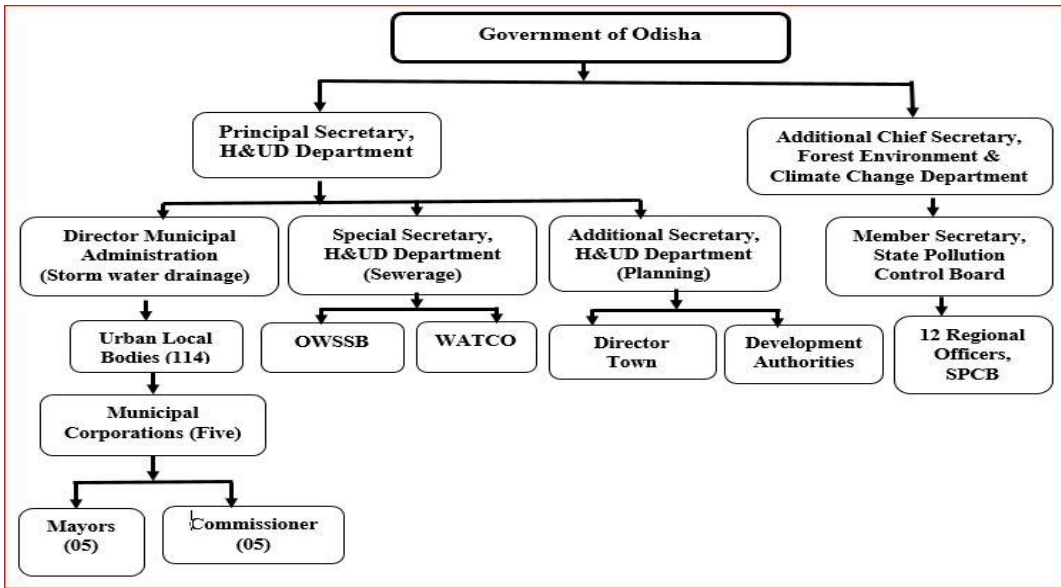 Government of Odisha
Principal Secretary,
H&UD Department
Additional Chief Secretary,
Forest Environment &
Climate Change Department
Director Municipal
Administration
(Storm water drainage)
Special Secretary,
H&UD Department
(Sewerage)
Additional Secretary,
H&UD Department
(Planning)
Member Secretary,
State Pollution
Control Board
Urban Local
Bodies (114)
OWSSB
WATCO
Director
Town
Development
Authorities
12 Regional
Officers,
SPCB
Municipal
Corporations (Five)
Mayors
(05)
Commissioner
(05)